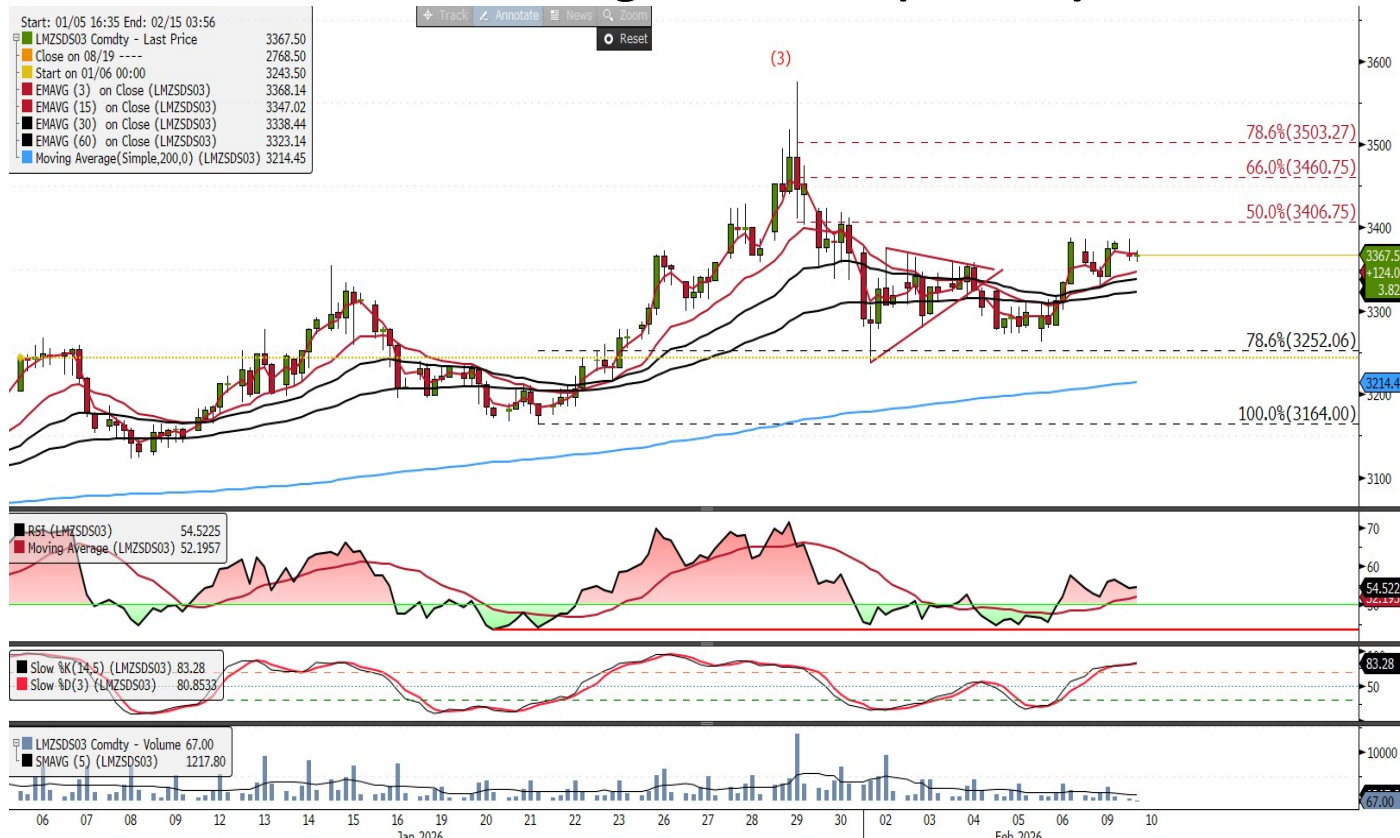 Start: 01/05 16:35 End: 02/15 03:56
LMZSDS03 Comdty - Last Price 3367.50
Close on 08/19 ---- 2768.50
Start on 01/06 00:00 3243.50
EMAVG (3) on Close (LMZSDS03) 3368.14
EMAVG (15) on Close (LMZSDS03) 3347.02
EMAVG (30) on Close (LMZSDS03) 3338.44
EMAVG (60) on Close (LMZSDS03) 3323.14
Moving Average(Simple,200,0) (LMZSDS03) 3214.45
Track Annotate News Zoom
Reset
(3)
3600
78.6%(3503.27)
3500
66.0%(3460.75)
50.0%(3406.75)
3400
3367.5
+124.0
3.82
3300
78.6%(3252.06)
3214.4
3200
100.0%(3164.00)
3100
RSI (LMZSDS03) 54.5225
Moving Average (LMZSDS03) 52.1957
70
60
54.522
Slow %K(14,5) (LMZSDS03) 83.28
Slow %D(3) (LMZSDS03) 80.8533
83.28
50
LMZSDS03 Comdty - Volume 67.00
SMAVG (5) (LMZSDS03) 1217.80
10000
67.00
06 07 08 09 12 13 14 15 16 19 20 21 22 23 26 27 28 29 30 02 03 04 05 06 09 10
Jan 2026 Feb 2026